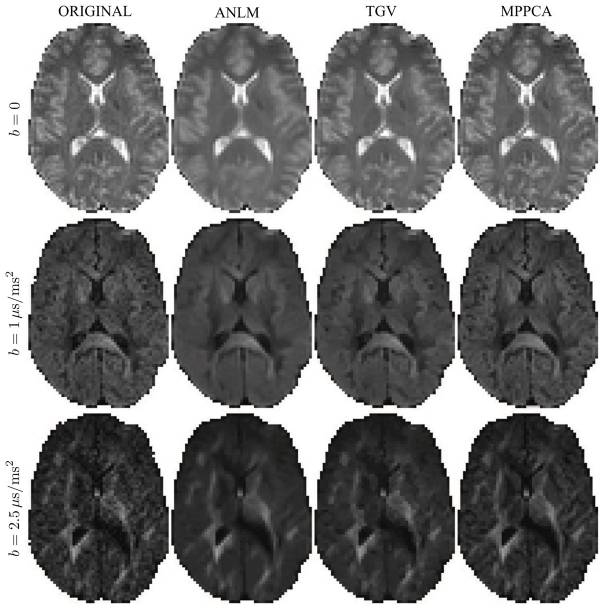 ORIGINAL ANLM TGV MPPCA
b = 0
b = 1 μs/ms²
b = 2.5 μs/ms²